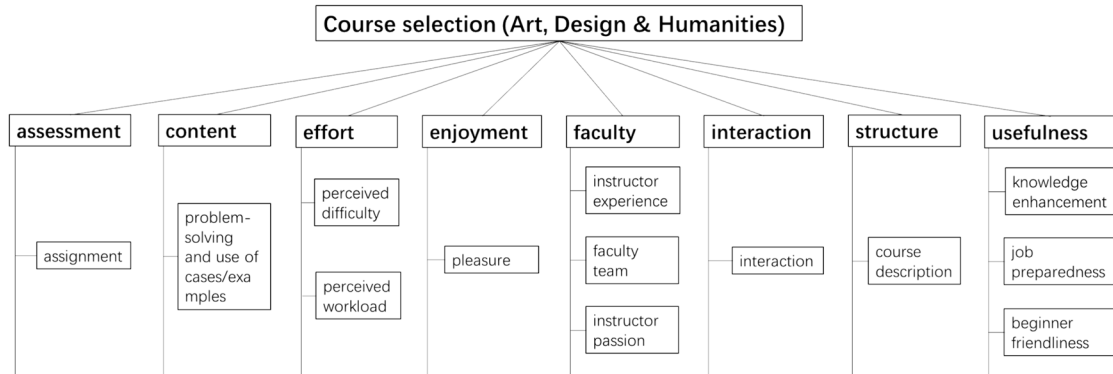 Course selection (Art, Design & Humanities)
assessment
content
effort
enjoyment
faculty
interaction
structure
usefulness
assignment
problem-
solving
and use of
cases/exa
mples
perceived
difficulty
perceived
workload
pleasure
instructor
experience
faculty
team
instructor
passion
interaction
course
description
knowledge
enhancement
job
preparedness
beginner
friendliness